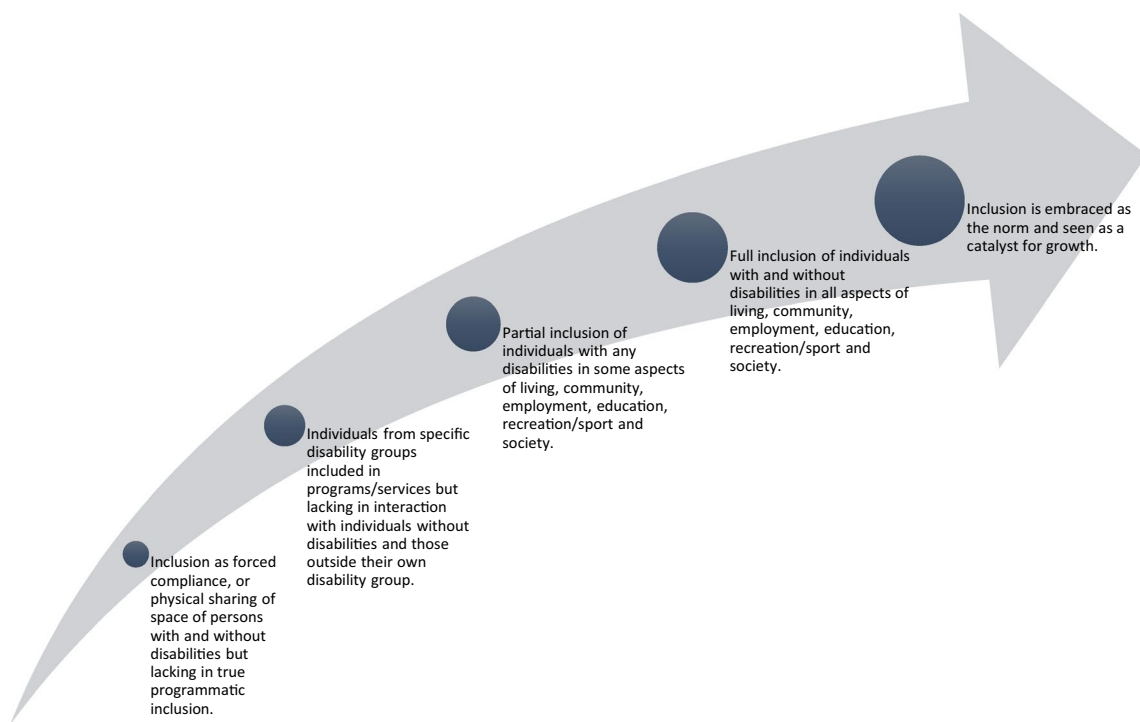 Inclusion as forced
compliance, or
physical sharing of
space of persons
with and without
disabilities but
lacking in true
programmatic
inclusion.
Individuals from specific
disability groups
included in
programs/services but
lacking in interaction
with individuals without
disabilities and those
outside their own
disability group.
Partial inclusion of
individuals with any
disabilities in some aspects
of living, community,
employment, education,
recreation/sport and
society.
Full inclusion of individuals
with and without
disabilities in all aspects of
living, community,
employment, education,
recreation/sport and
society.
Inclusion is embraced as
the norm and seen as a
catalyst for growth.